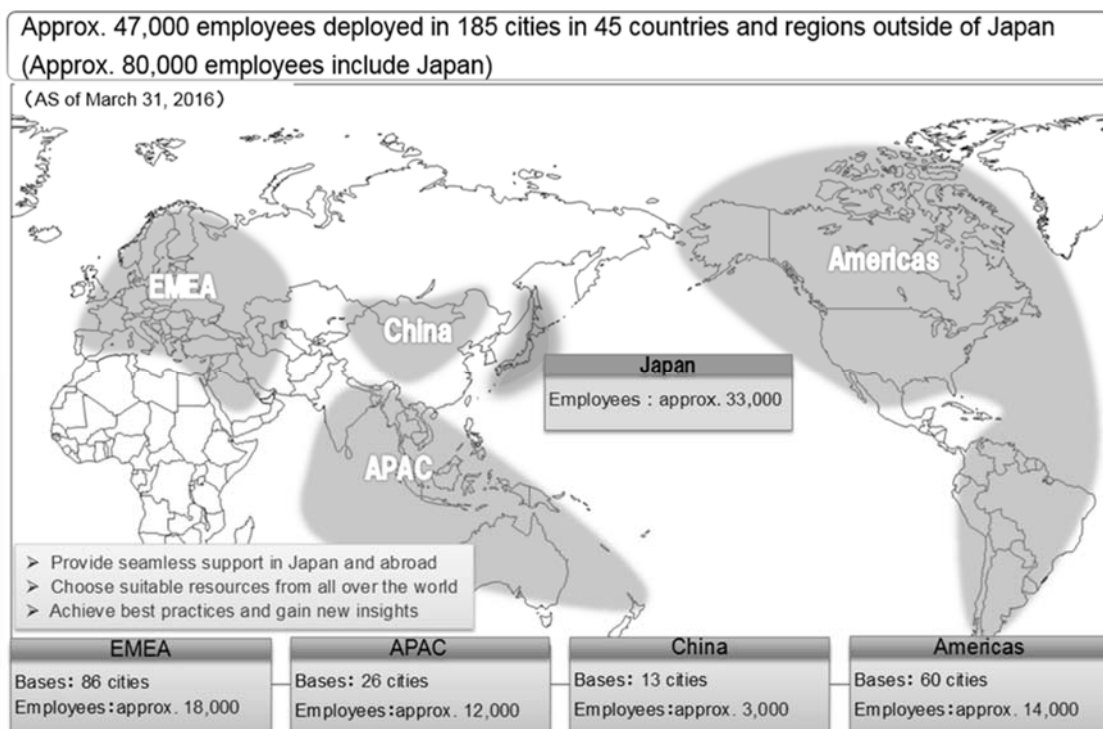 Approx. 47,000 employees deployed in 185 cities in 45 countries and regions outside of Japan
(Approx. 80,000 employees include Japan)
(AS of March 31, 2016)
EMEA
China
Americas
Japan
Employees : approx. 33,000
APAC
➢ Provide seamless support in Japan and abroad
➢ Choose suitable resources from all over the world
➢ Achieve best practices and gain new insights
EMEA
Bases: 86 cities
Employees:approx. 18,000
APAC
Bases: 26 cities
Employees:approx. 12,000
China
Bases: 13 cities
Employees:approx. 3,000
Americas
Bases: 60 cities
Employees:approx. 14,000